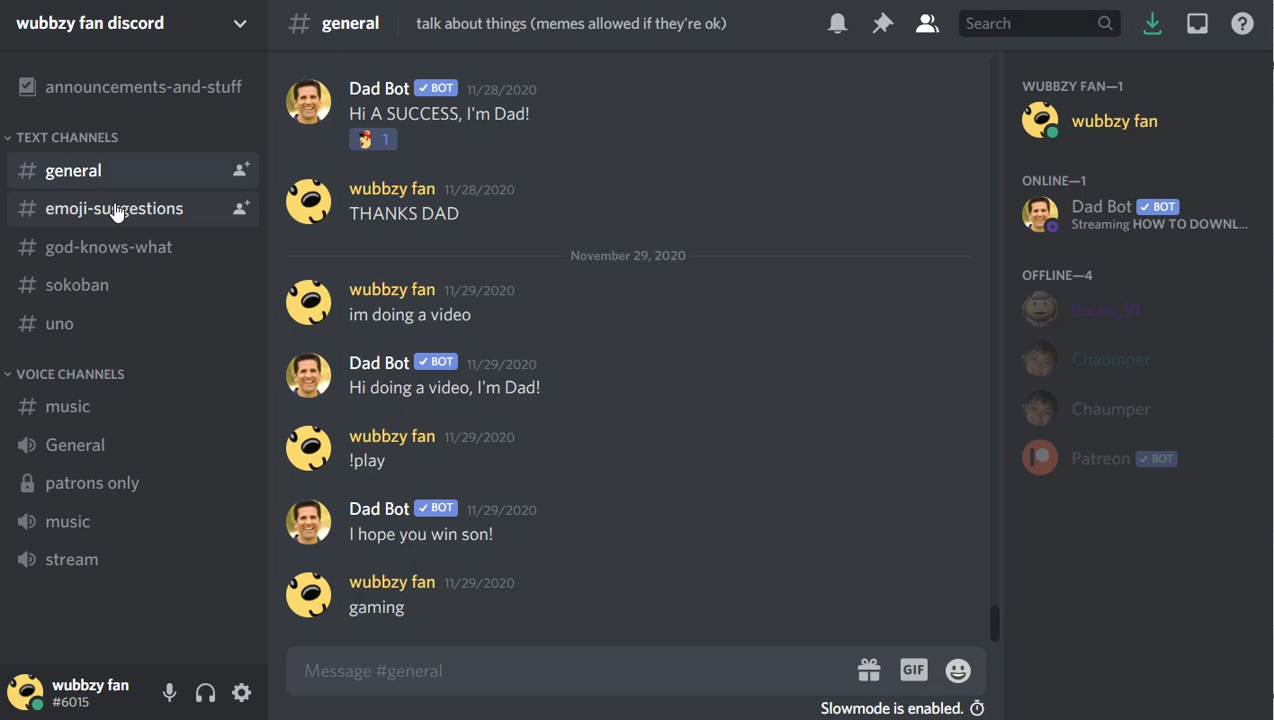 wubbzy fan discord
# general
talk about things (memes allowed if they're ok)
Search
announcements-and-stuff
TEXT CHANNELS
# general
# emoji-suggestions
# god-knows-what
# sokoban
# uno
VOICE CHANNELS
# music
General
patrons only
music
stream
wubbzy fan
#6015
Dad Bot ✓ BOT 11/28/2020
Hi A SUCCESS, I'm Dad!
1
wubbzy fan 11/28/2020
THANKS DAD
November 29, 2020
wubbzy fan 11/29/2020
im doing a video
Dad Bot ✓ BOT 11/29/2020
Hi doing a video, I'm Dad!
wubbzy fan 11/29/2020
!play
Dad Bot ✓ BOT 11/29/2020
I hope you win son!
wubbzy fan 11/29/2020
gaming
Message #general
GIF
Slowmode is enabled.
WUBBZY FAN—1
wubbzy fan
ONLINE—1
Dad Bot ✓ BOT
Streaming HOW TO DOWNL...
OFFLINE—4
Chaumper
Chaumper
Patreon ✓ BOT